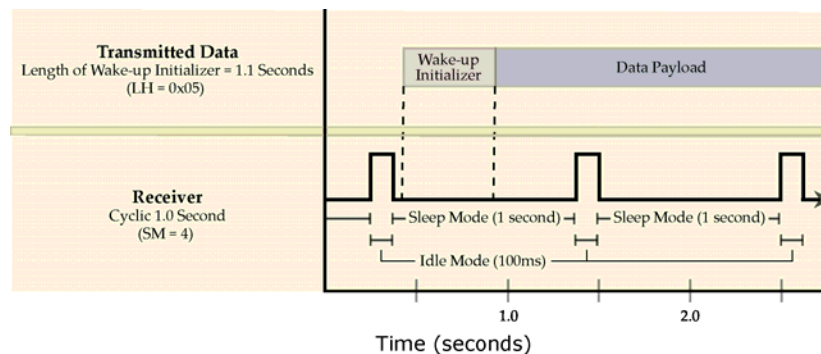 Transmitted Data
Length of Wake-up Initializer = 1.1 Seconds
(LH = 0x05)
Wake-up
Initializer
Data Payload
Receiver
Cyclic 1.0 Second
(SM = 4)
Sleep Mode (1 second)
Sleep Mode (1 second)
Idle Mode (100ms)
1.0
2.0
Time (seconds)